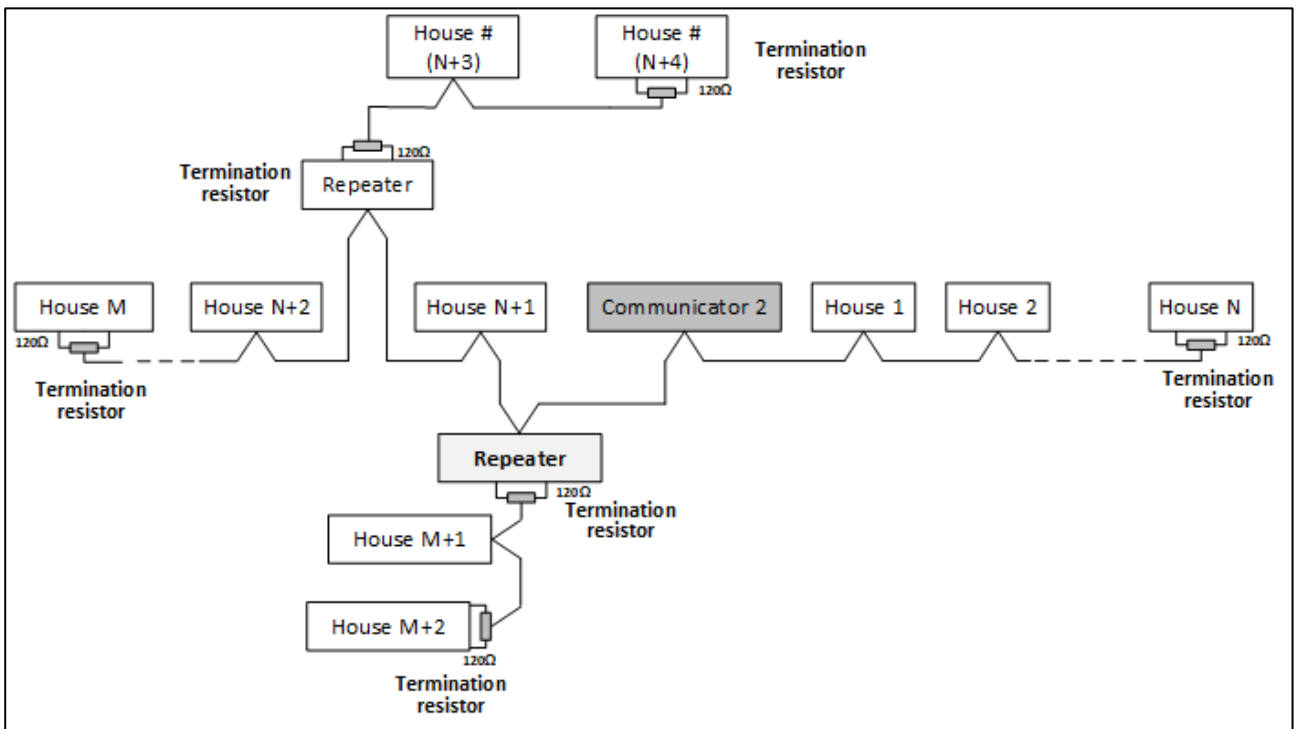 House #
(N+3)
House #
(N+4)
Termination
resistor
120Ω
120Ω
Termination
resistor
Repeater
House M
House N+2
House N+1
Communicator 2
House 1
House 2
House N
120Ω
120Ω
Termination
resistor
Termination
resistor
Repeater
120Ω
Termination
resistor
House M+1
House M+2
120Ω
Termination
resistor